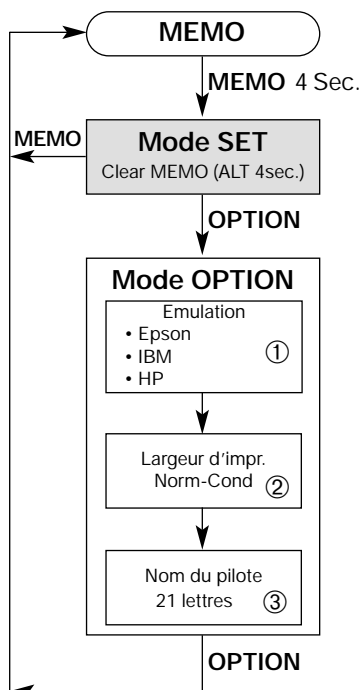 MEMO
MEMO 4 Sec.
MEMO
Mode SET
Clear MEMO (ALT 4sec.)
OPTION
Mode OPTION
Emulation
• Epson
• IBM
• HP
①
Largeur d'impr.
Norm-Cond ②
Nom du pilote
21 lettres ③
OPTION